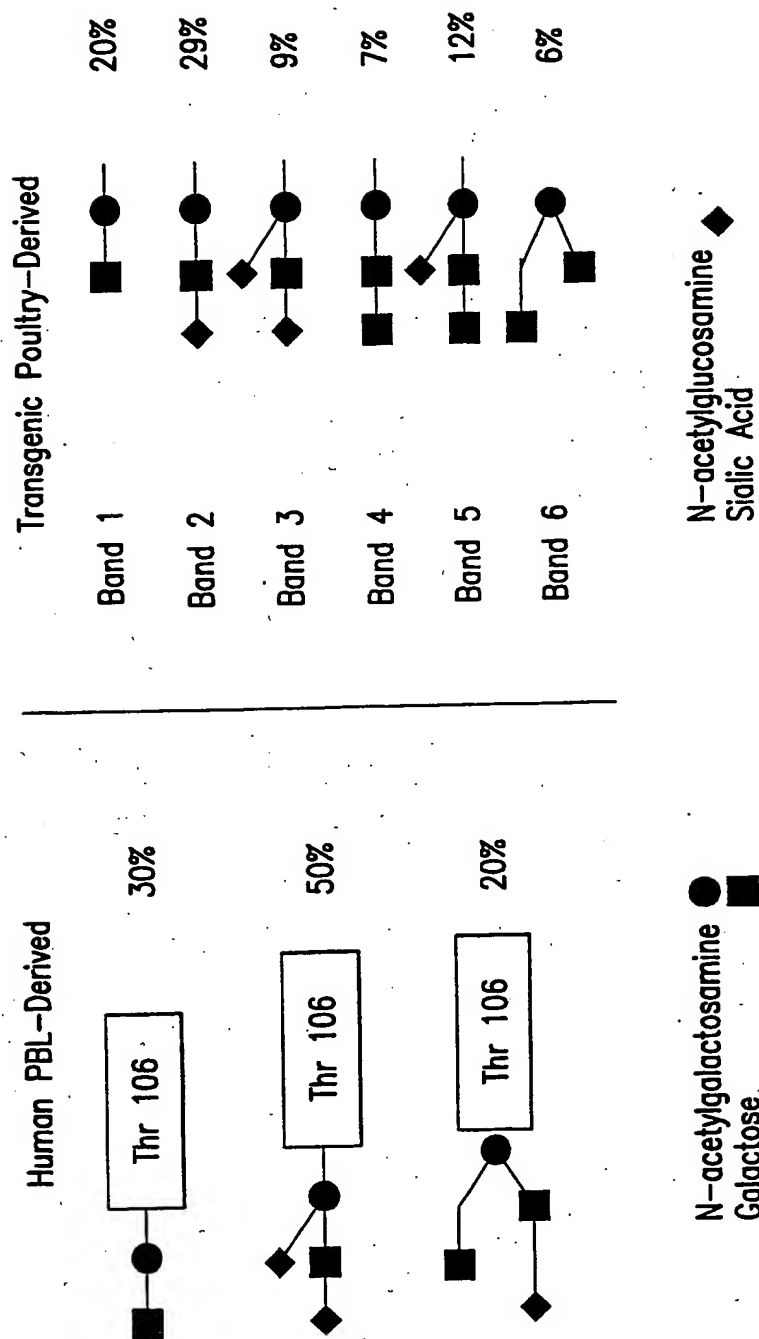 Human PBL-Derived
Thr 106
30%
Thr 106
50%
Thr 106
20%
Transgenic Poultry-Derived
Band 1
20%
Band 2
29%
Band 3
9%
Band 4
7%
Band 5
12%
Band 6
6%
N-acetylgalactosamine
Galactose
N-acetylglucosamine
Sialic Acid